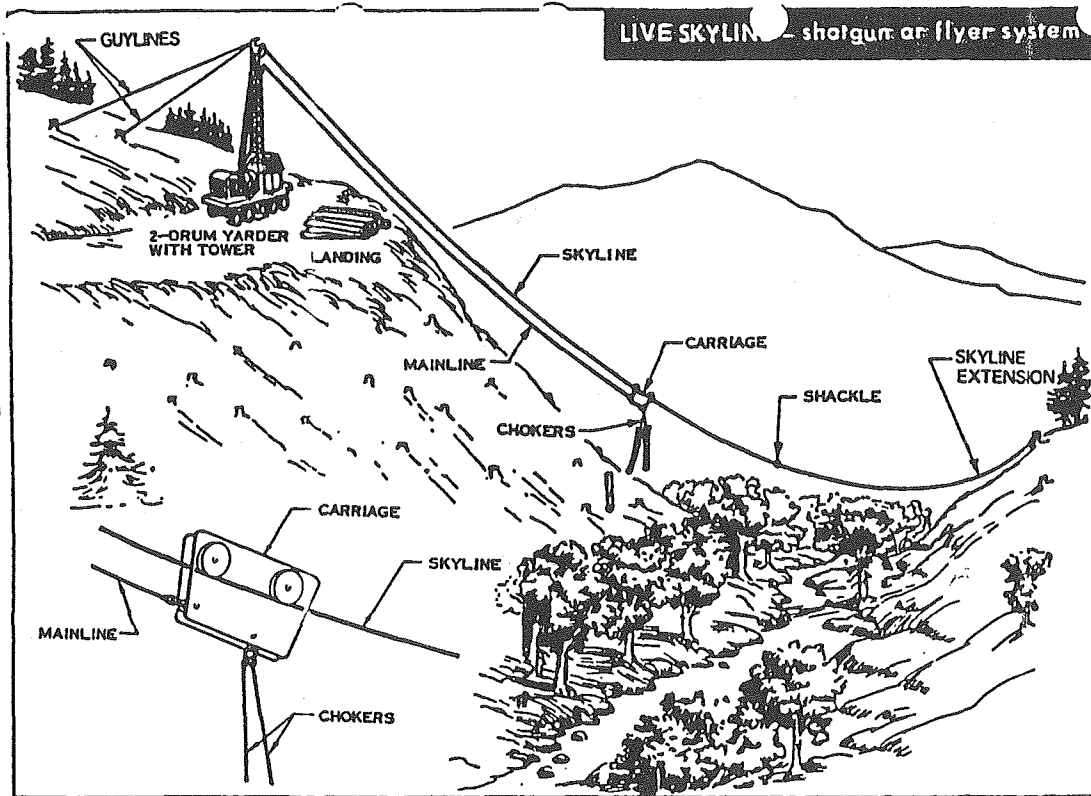 LIVE SKYLINE - shotgun or flyer system
GUYLINES
2-DRUM YARDER
WITH TOWER
LANDING
SKYLINE
MAINLINE
CARRIAGE
SKYLINE
EXTENSION
SHACKLE
CHOKERS
CARRIAGE
SKYLINE
MAINLINE
CHOKERS